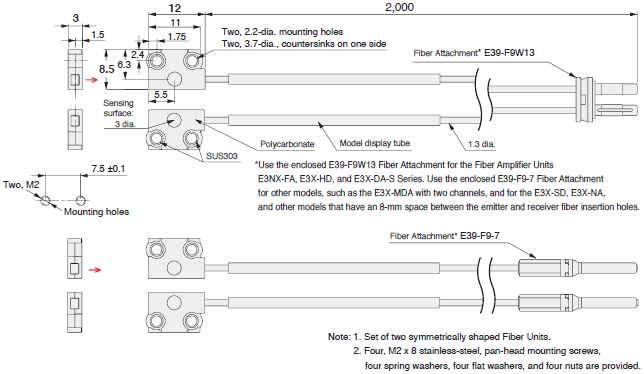 12
2,000
3
11
1.5
1.75
Two, 2.2-dia. mounting holes
Two, 3.7-dia., countersinks on one side
Fiber Attachment* E39-F9W13
2.4
8.5
6.3
5.5
Sensing
surface:
3 dia.
Polycarbonate
Model display tube
1.3 dia.
SUS303
7.5 ±0.1
Two, M2
Mounting holes
*Use the enclosed E39-F9W13 Fiber Attachment for the Fiber Amplifier Units
E3NX-FA, E3X-HD, and E3X-DA-S Series. Use the enclosed E39-F9-7 Fiber Attachment
for other models, such as the E3X-MDA with two channels, and for the E3X-SD, E3X-NA,
and other models that have an 8-mm space between the emitter and receiver fiber insertion holes.
Fiber Attachment* E39-F9-7
Note: 1. Set of two symmetrically shaped Fiber Units.
2. Four, M2 x 8 stainless-steel, pan-head mounting screws,
four spring washers, four flat washers, and four nuts are provided.